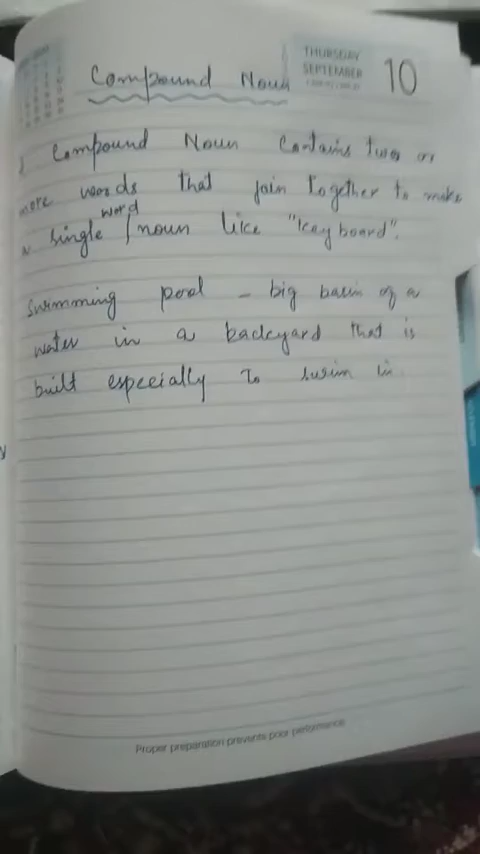 THURSDAY
SEPTEMBER
10
Compound Noun
Compound Noun Contains two or
more words that join together to make
a single word noun like "keyboard".
swimming pool – big basin of a
water in a backyard that is
built especially to swim in.
Proper preparation prevents poor performance